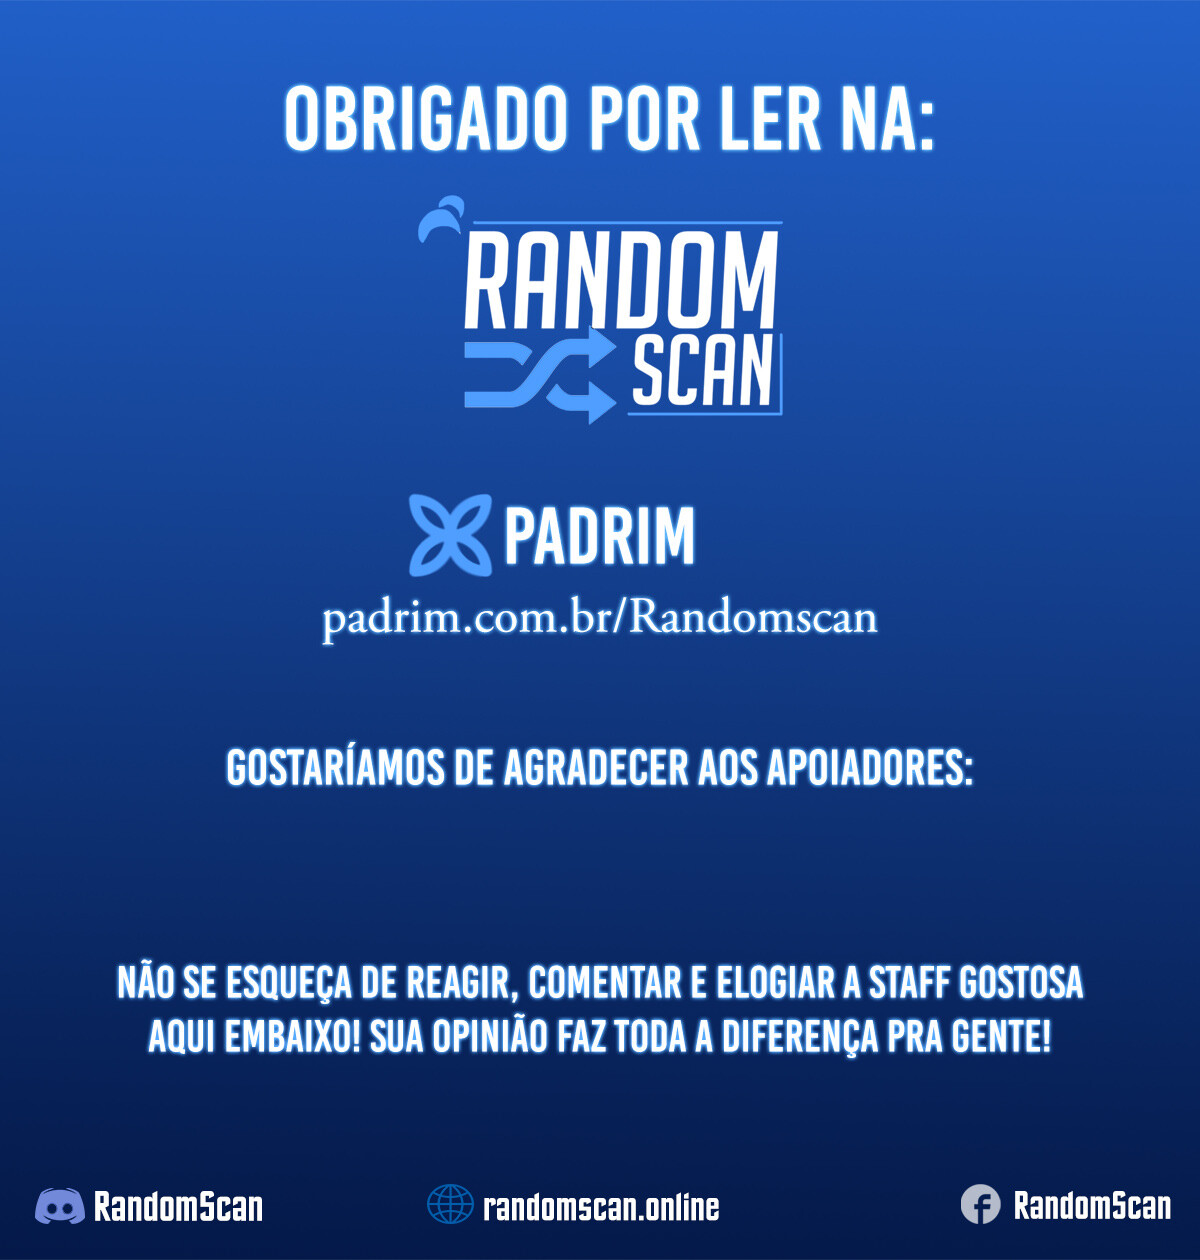 OBRIGADO POR LER NA:
RANDOM
SCAN
PADRIM
padrim.com.br/Randomscan
GOSTARÍAMOS DE AGRADECER AOS APOIADORES:
NÃO SE ESQUEÇA DE REAGIR, COMENTAR E ELOGIAR A STAFF GOSTOSA
AQUI EMBAIXO! SUA OPINIÃO FAZ TODA A DIFERENÇA PRA GENTE!
RandomScan
randomscan.online
RandomScan